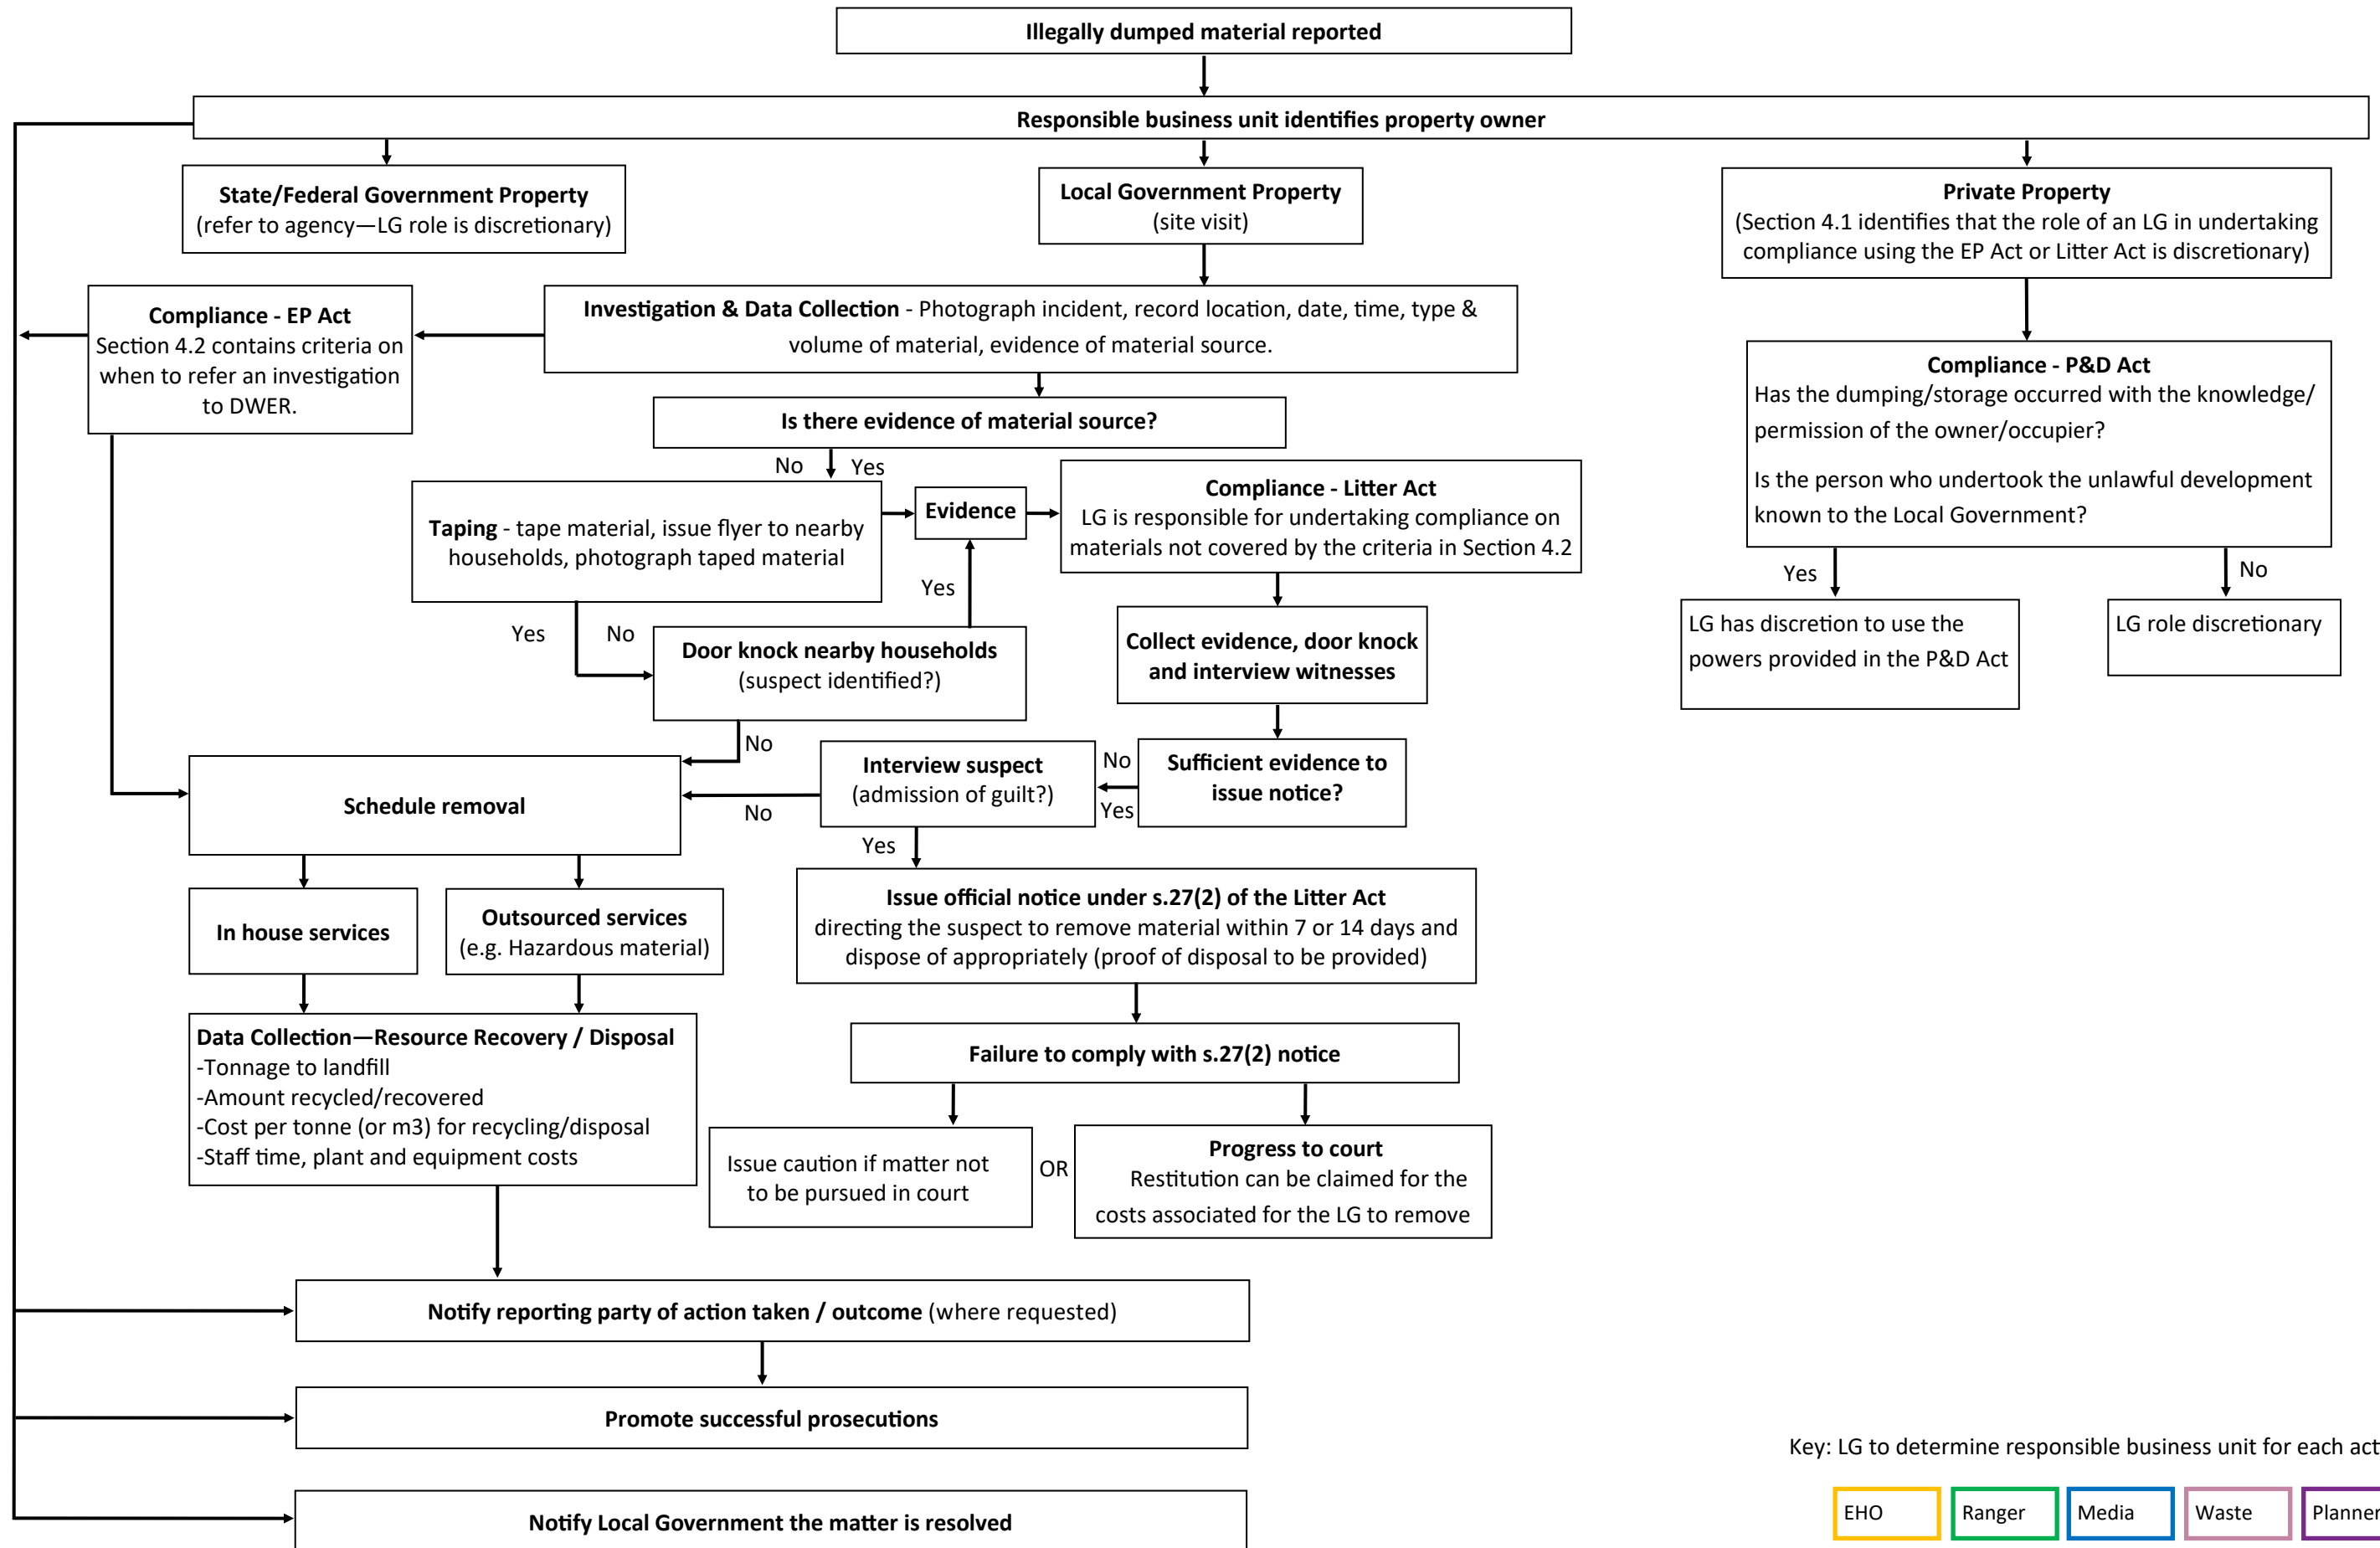 Illegally dumped material reported
Responsible business unit identifies property owner
State/Federal Government Property
(refer to agency—LG role is discretionary)
Local Government Property
(site visit)
Private Property
(Section 4.1 identifies that the role of an LG in undertaking
compliance using the EP Act or Litter Act is discretionary)
Compliance - EP Act
Section 4.2 contains criteria on
when to refer an investigation
to DWER.
Investigation & Data Collection - Photograph incident, record location, date, time, type &
volume of material, evidence of material source.
Compliance - P&D Act
Has the dumping/storage occurred with the knowledge/
permission of the owner/occupier?
Is the person who undertook the unlawful development
known to the Local Government?
Is there evidence of material source?
No
Yes
Taping - tape material, issue flyer to nearby
households, photograph taped material
Evidence
Compliance - Litter Act
LG is responsible for undertaking compliance on
materials not covered by the criteria in Section 4.2
Yes
No
Yes
LG has discretion to use the
powers provided in the P&D Act
LG role discretionary
Yes
No
Door knock nearby households
(suspect identified?)
Collect evidence, door knock
and interview witnesses
No
Schedule removal
No
Interview suspect
(admission of guilt?)
No
Yes
Sufficient evidence to
issue notice?
Yes
In house services
Outsourced services
(e.g. Hazardous material)
Issue official notice under s.27(2) of the Litter Act
directing the suspect to remove material within 7 or 14 days and
dispose of appropriately (proof of disposal to be provided)
Data Collection—Resource Recovery / Disposal
-Tonnage to landfill
-Amount recycled/recovered
-Cost per tonne (or m3) for recycling/disposal
-Staff time, plant and equipment costs
Failure to comply with s.27(2) notice
Issue caution if matter not
to be pursued in court
OR
Progress to court
Restitution can be claimed for the
costs associated for the LG to remove
Notify reporting party of action taken / outcome (where requested)
Promote successful prosecutions
Notify Local Government the matter is resolved
Key: LG to determine responsible business unit for each act
EHO
Ranger
Media
Waste
Planner